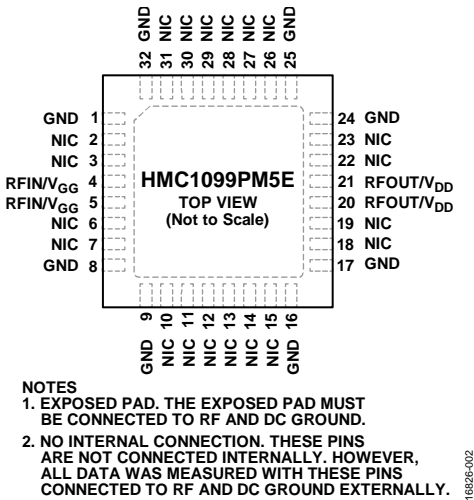 32 GND
31 NIC
30 NIC
29 NIC
28 NIC
27 NIC
26 NIC
25 GND
GND 1
NIC 2
NIC 3
RFIN/VGG 4
RFIN/VGG 5
NIC 6
NIC 7
GND 8
HMC1099PM5E
TOP VIEW
(Not to Scale)
24 GND
23 NIC
22 NIC
21 RFOUT/VDD
20 RFOUT/VDD
19 NIC
18 NIC
17 GND
GND 9
NIC 10
NIC 11
NIC 12
NIC 13
NIC 14
NIC 15
GND 16
NOTES
1. EXPOSED PAD. THE EXPOSED PAD MUST
BE CONNECTED TO RF AND DC GROUND.
2. NO INTERNAL CONNECTION. THESE PINS
ARE NOT CONNECTED INTERNALLY. HOWEVER,
ALL DATA WAS MEASURED WITH THESE PINS
CONNECTED TO RF AND DC GROUND EXTERNALLY.
16826-002